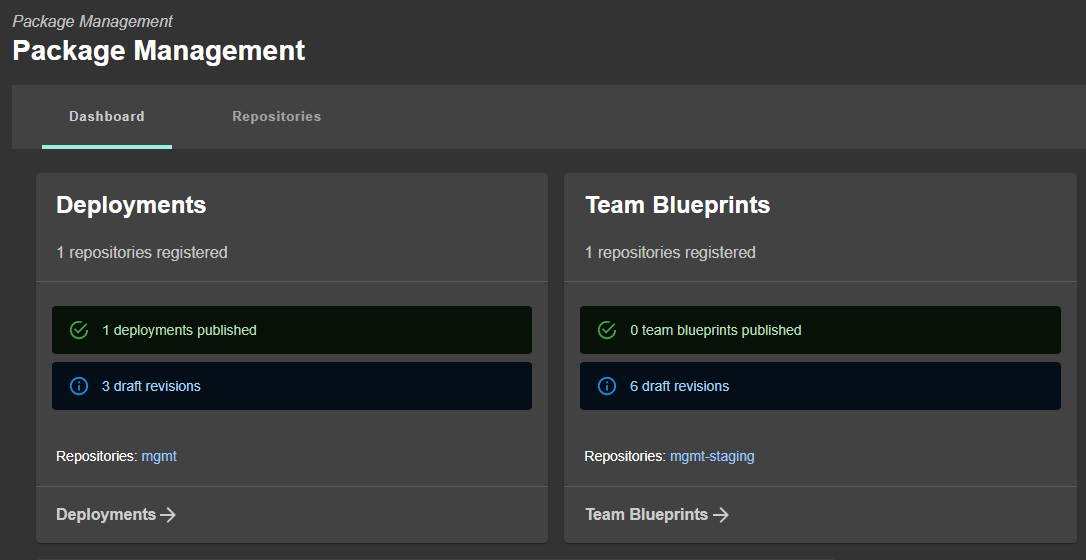 Package Management
Package Management
Dashboard
Repositories
Deployments
1 repositories registered
1 deployments published
3 draft revisions
Repositories: mgmt
Deployments
Team Blueprints
1 repositories registered
0 team blueprints published
6 draft revisions
Repositories: mgmt-staging
Team Blueprints